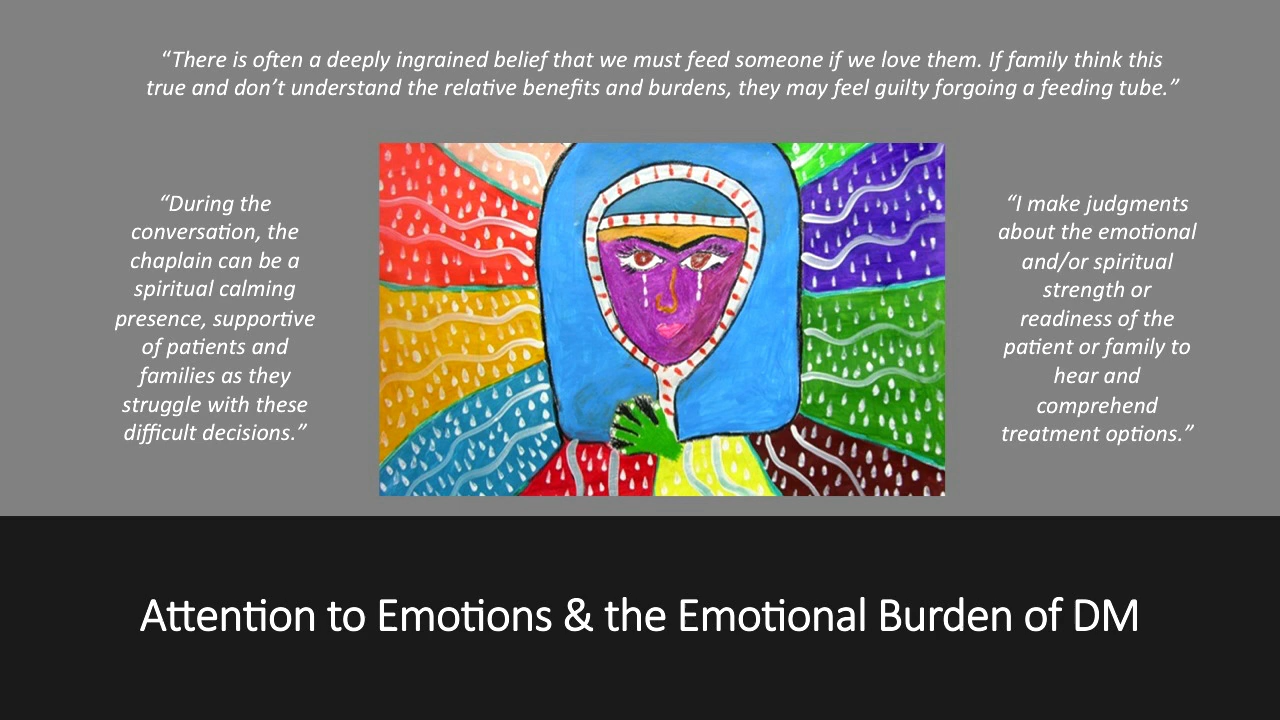 “There is often a deeply ingrained belief that we must feed someone if we love them. If family think this
true and don’t understand the relative benefits and burdens, they may feel guilty forgoing a feeding tube.”
“During the
conversation, the
chaplain can be a
spiritual calming
presence, supportive
of patients and
families as they
struggle with these
difficult decisions.”
“I make judgments
about the emotional
and/or spiritual
strength or
readiness of the
patient or family to
hear and
comprehend
treatment options.”
Attention to Emotions & the Emotional Burden of DM